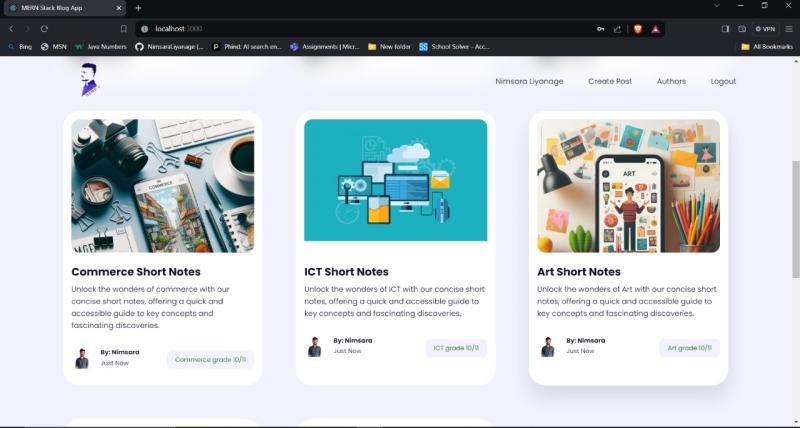 MERN Stack Blog App
localhost:3000
VPN
Bing
MSN
Java Numbers
NimsaraLiyanage (...
Phind: AI search en...
Assignments | Micr...
New folder
School Solver - Acc...
All Bookmarks
Nimsara Liyanage
Create Post
Authors
Logout
COMMERCE
ART
Commerce Short Notes
Unlock the wonders of commerce with our
concise short notes, offering a quick and
accessible guide to key concepts and
fascinating discoveries.
By: Nimsara
Just Now
Commerce grade 10/11
ICT Short Notes
Unlock the wonders of ICT with our concise short
notes, offering a quick and accessible guide to
key concepts and fascinating discoveries.
By: Nimsara
Just Now
ICT grade 10/11
Art Short Notes
Unlock the wonders of Art with our concise short
notes, offering a quick and accessible guide to
key concepts and fascinating discoveries.
By: Nimsara
Just Now
Art grade 10/11